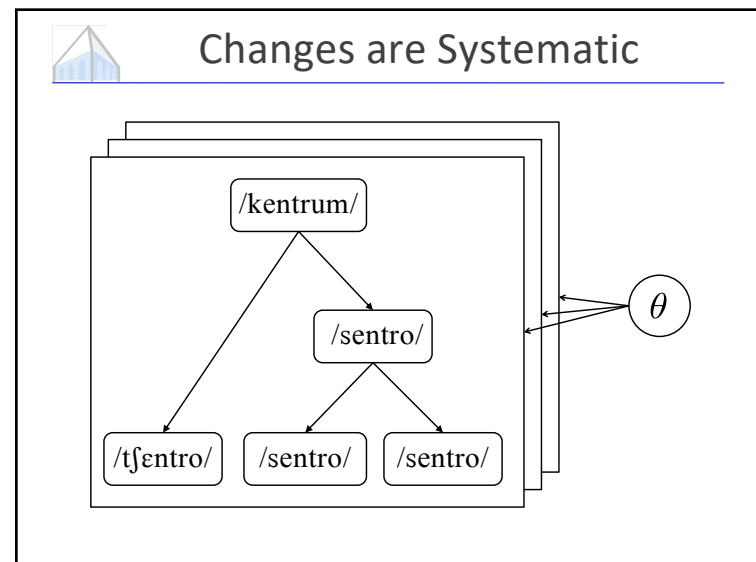 Changes are Systematic
/kentrum/
/sentro/
θ
/tʃɛntro/
/sentro/
/sentro/